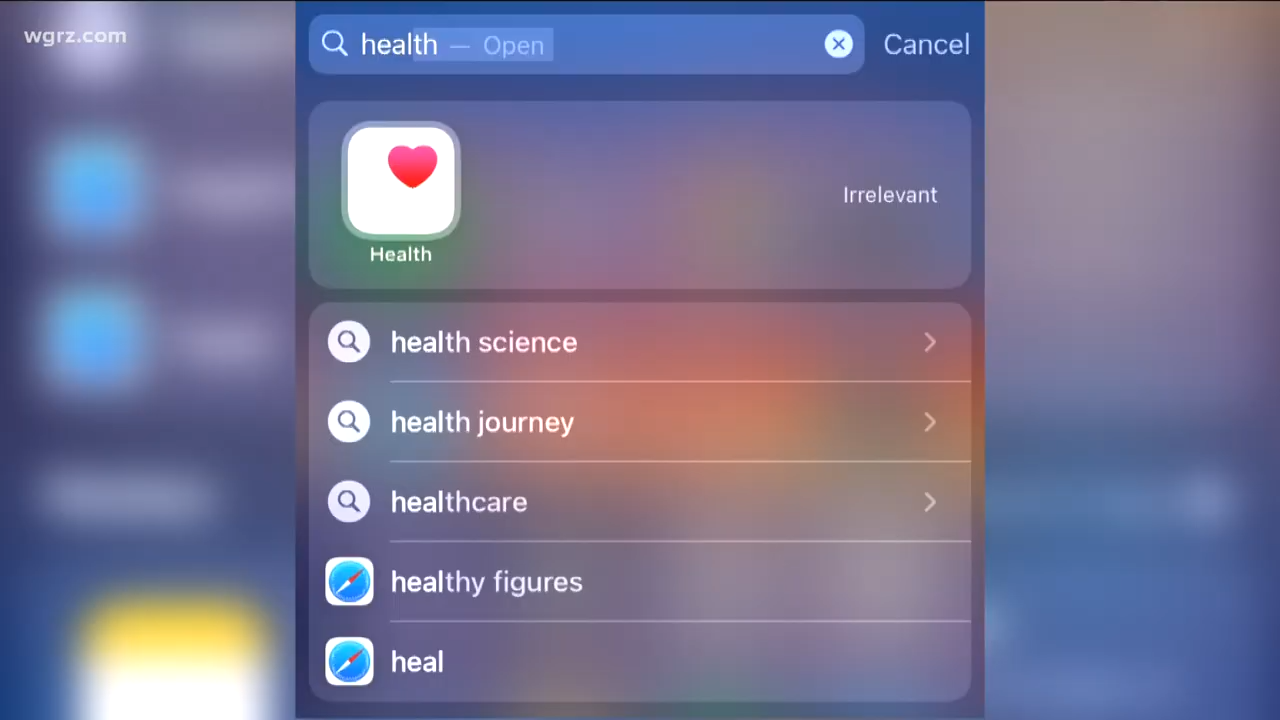 wgrz.com
health — Open
Cancel
Irrelevant
Health
health science
health journey
healthcare
healthy figures
heal